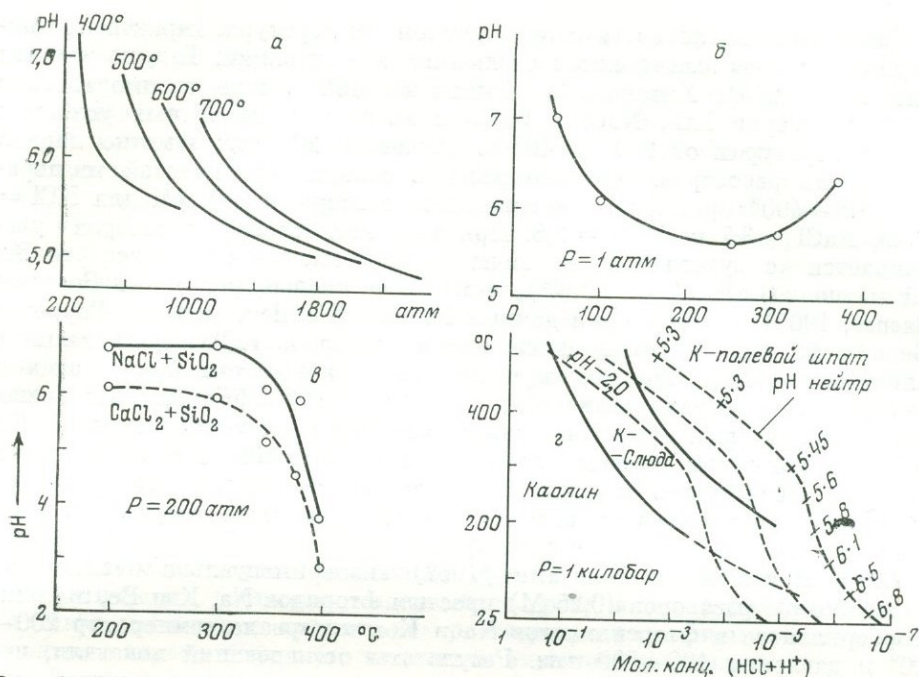 pH
7,0
6,0
5,0
400°
500°
600°
700°
а
200
1000
1800
атм
pH
7
6
5
б
P = 1 атм
0
100
200
300
400
pH
6
4
2
NaCl + SiO₂
CaCl₂ + SiO₂
в
P = 200 атм
200
300
400 °C
°C
400
200
25
pH-2,0
г
К-
-Слюда
Каолин
P = 1 килобар
К-полевой шпат
pH нейтр
5·3
5·3
5·45
5·6
5·8
6·1
6·5
6·8
10⁻¹
10⁻³
10⁻⁵
10⁻⁷
Мол. конц. (HCl+H⁺)